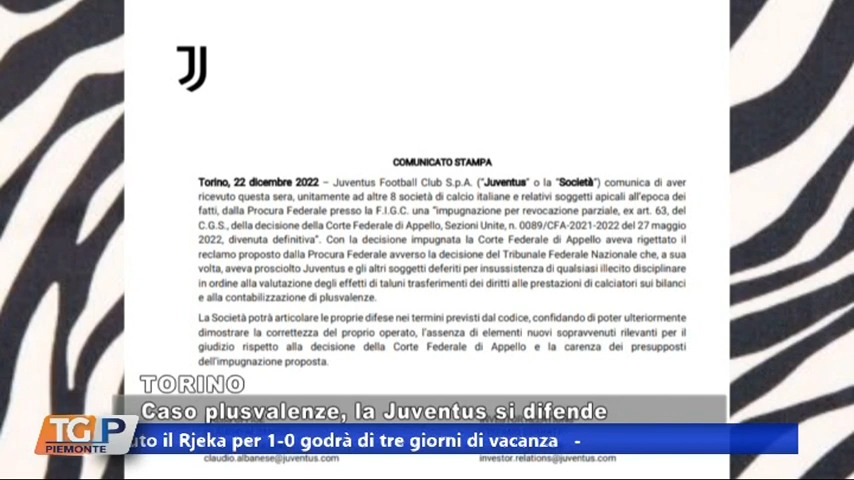 COMUNICATO STAMPA
Torino, 22 dicembre 2022 – Juventus Football Club S.p.A. ("Juventus" o la "Società") comunica di aver
ricevuto questa sera, unitamente ad altre 8 società di calcio italiane e relativi soggetti apicali all'epoca dei
fatti, dalla Procura Federale presso la F.I.G.C. una "impugnazione per revocazione parziale, ex art. 63, del
C.G.S., della decisione della Corte Federale di Appello, Sezioni Unite, n. 0089/CFA-2021-2022 del 27 maggio
2022, divenuta definitiva". Con la decisione impugnata la Corte Federale di Appello aveva rigettato il
reclamo proposto dalla Procura Federale avverso la decisione del Tribunale Federale Nazionale che, a sua
volta, aveva prosciolto Juventus e gli altri soggetti deferiti per insussistenza di qualsiasi illecito disciplinare
in ordine alla valutazione degli effetti di taluni trasferimenti dei diritti alle prestazioni di calciatori sui bilanci
e alla contabilizzazione di plusvalenze.
La Società potrà articolare le proprie difese nei termini previsti dal codice, confidando di poter ulteriormente
dimostrare la correttezza del proprio operato, l'assenza di elementi nuovi sopravvenuti rilevanti per il
giudizio rispetto alla decisione della Corte Federale di Appello e la carenza dei presupposti
dell'impugnazione proposta.
TORINO
Caso plusvalenze, la Juventus si difende
TGP
PIEMONTE
uto il Rjeka per 1-0 godrà di tre giorni di vacanza -
claudio.albanese@juventus.com
investor.relations@juventus.com